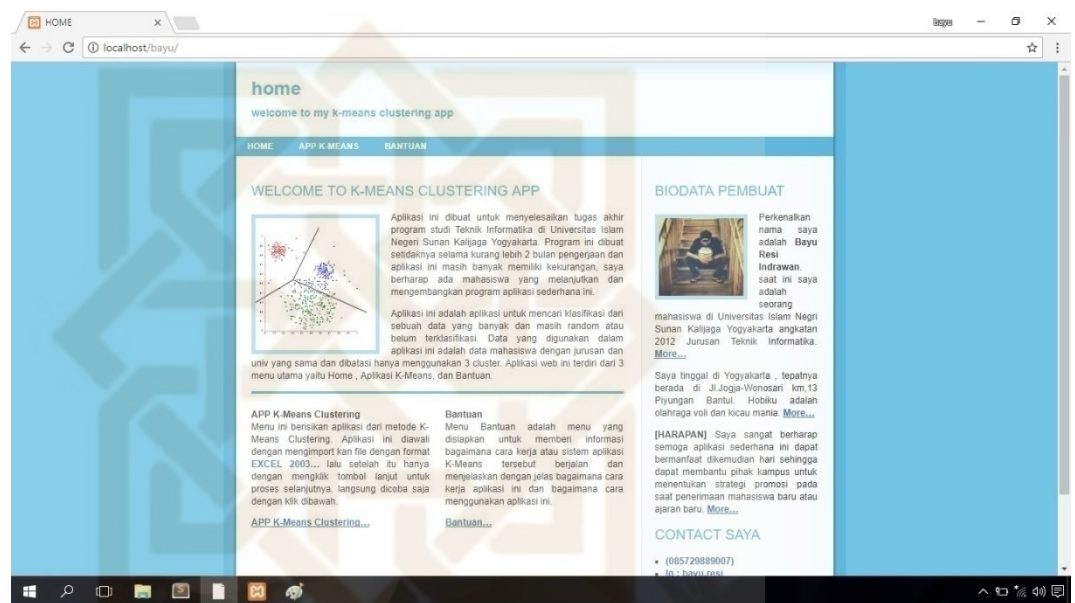 HOME
bayu
localhost/bayu/
home
welcome to my k-means clustering app
HOME APP K-MEANS BANTUAN
WELCOME TO K-MEANS CLUSTERING APP
Aplikasi ini dibuat untuk menyelesaikan tugas akhir
program studi Teknik Informatika di Universitas Islam
Negeri Sunan Kalijaga Yogyakarta. Program ini dibuat
setidaknya selama kurang lebih 2 bulan pengerjaan dan
aplikasi ini masih banyak memiliki kekurangan, saya
berharap ada mahasiswa yang melanjutkan dan
mengembangkan program aplikasi sederhana ini.
Aplikasi ini adalah aplikasi untuk mencari klasifikasi dari
sebuah data yang banyak dan masih random atau
belum terklasifikasi. Data yang digunakan dalam
aplikasi ini adalah data mahasiswa dengan jurusan dan
univ yang sama dan dibatasi hanya menggunakan 3 cluster. Aplikasi web ini terdiri dari 3
menu utama yaitu Home , Aplikasi K-Means, dan Bantuan.
APP K-Means Clustering
Menu ini berisikan aplikasi dari metode K-
Means Clustering. Aplikasi ini diawali
dengan mengimport kan file dengan format
EXCEL 2003... lalu setelah itu hanya
dengan mengklik tombol lanjut untuk
proses selanjutnya. langsung dicoba saja
dengan klik dibawah.
APP K-Means Clustering...
Bantuan
Menu Bantuan adalah menu yang
disiapkan untuk memberi informasi
bagaimana cara kerja atau sistem aplikasi
K-Means tersebut berjalan dan
menjelaskan dengan jelas bagaimana cara
kerja aplikasi ini dan bagaimana cara
menggunakan aplikasi ini.
Bantuan...
BIODATA PEMBUAT
Perkenalkan
nama saya
adalah Bayu
Resi
Indrawan.
saat ini saya
adalah
seorang
mahasiswa di Universitas Islam Negri
Sunan Kalijaga Yogyakarta angkatan
2012 Jurusan Teknik Informatika.
More...
Saya tinggal di Yogyakarta , tepatnya
berada di Jl.Jogja-Wonosari km,13
Piyungan Bantul. Hobiku adalah
olahraga voli dan kicau mania. More...
[HARAPAN] Saya sangat berharap
semoga aplikasi sederhana ini dapat
bermanfaat dikemudian hari sehingga
dapat membantu pihak kampus untuk
menentukan strategi promosi pada
saat penerimaan mahasiswa baru atau
ajaran baru. More...
CONTACT SAYA
(085729889007)
Ig : bayu.resi